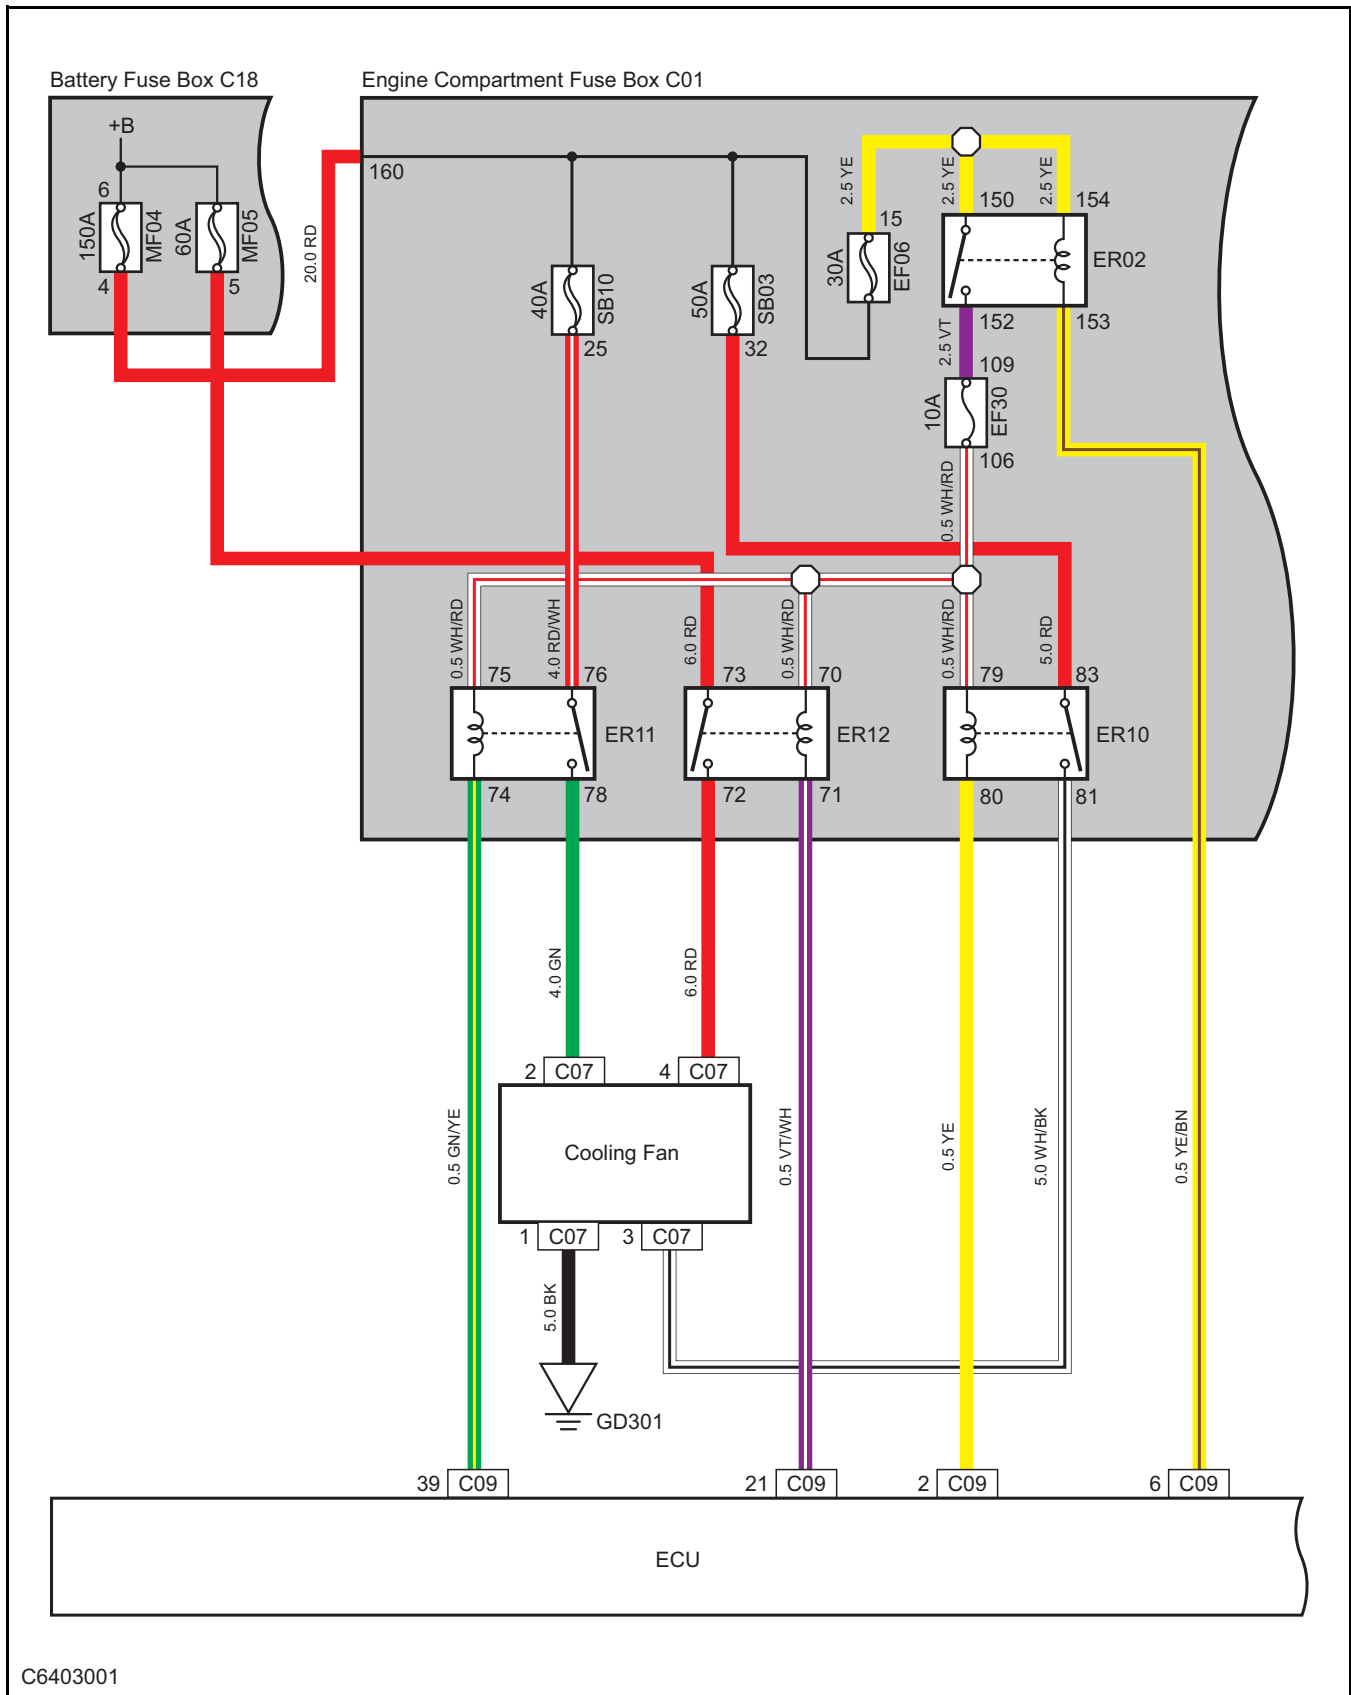 Battery Fuse Box C18
Engine Compartment Fuse Box C01
+B
160
6
150A
MF04
60A
MF05
4
5
20.0 RD
40A
SB10
25
50A
SB03
32
2.5 YE
15
30A
EF06
2.5 YE
150
2.5 YE
154
ER02
152
153
2.5 VT
109
10A
EF30
106
0.5 WH/RD
0.5 WH/RD
75
4.0 RD/WH
76
6.0 RD
73
0.5 WH/RD
70
0.5 WH/RD
79
5.0 RD
83
ER11
ER12
ER10
74
78
72
71
80
81
4.0 GN
6.0 RD
2 C07
4 C07
Cooling Fan
0.5 GN/YE
0.5 VT/WH
0.5 YE
5.0 WH/BK
0.5 YE/BN
1 C07
3 C07
5.0 BK
GD301
39 C09
21 C09
2 C09
6 C09
ECU
C6403001